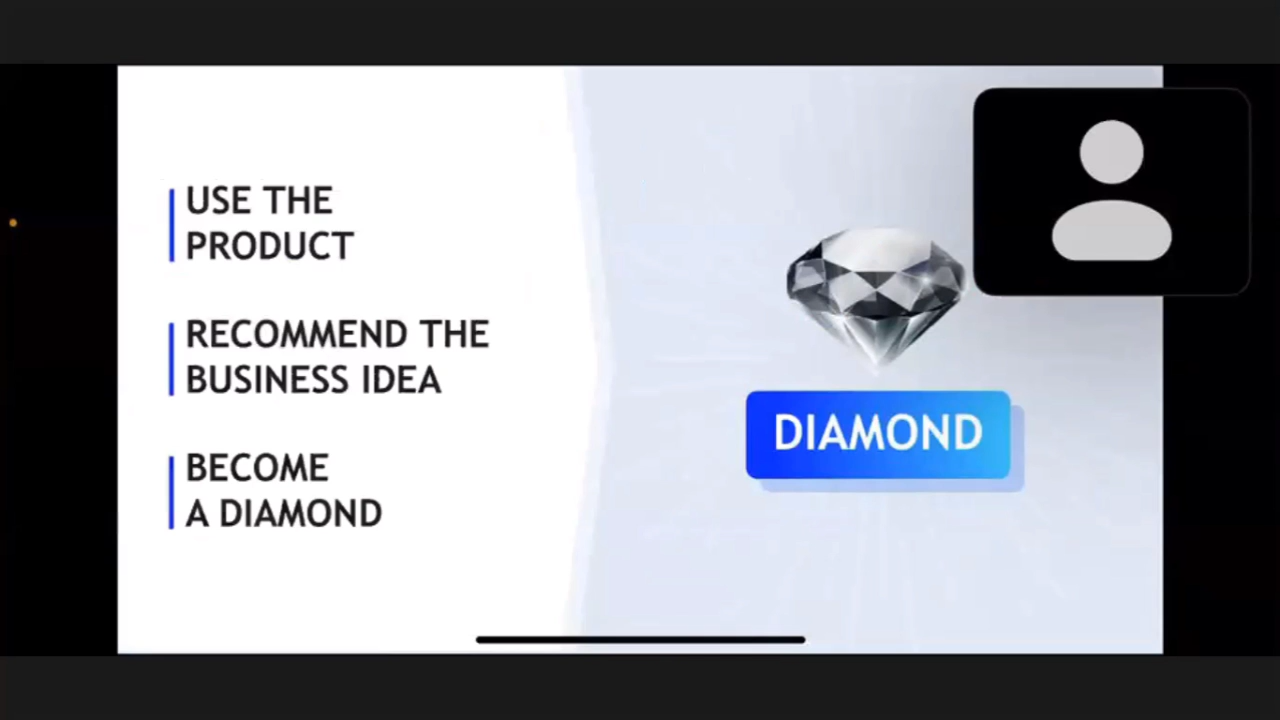 USE THE
PRODUCT
RECOMMEND THE
BUSINESS IDEA
BECOME
A DIAMOND
DIAMOND